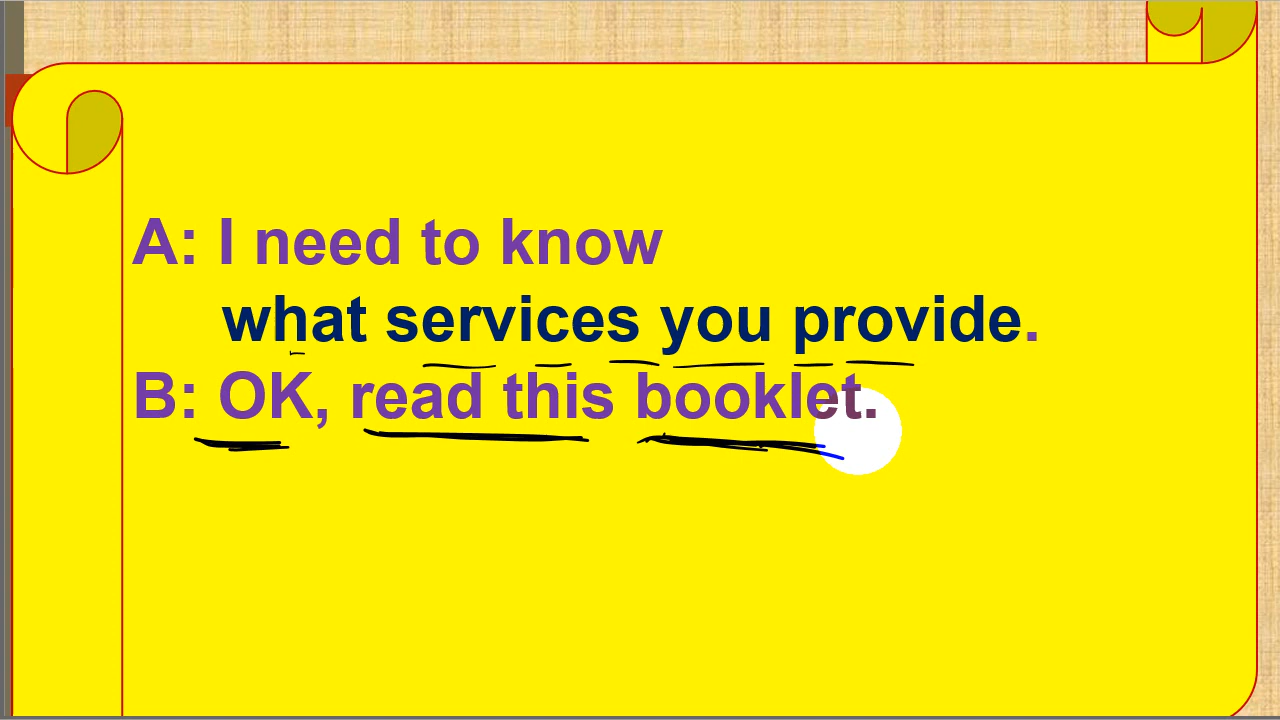 A: I need to know
what services you provide.
B: OK, read this booklet.